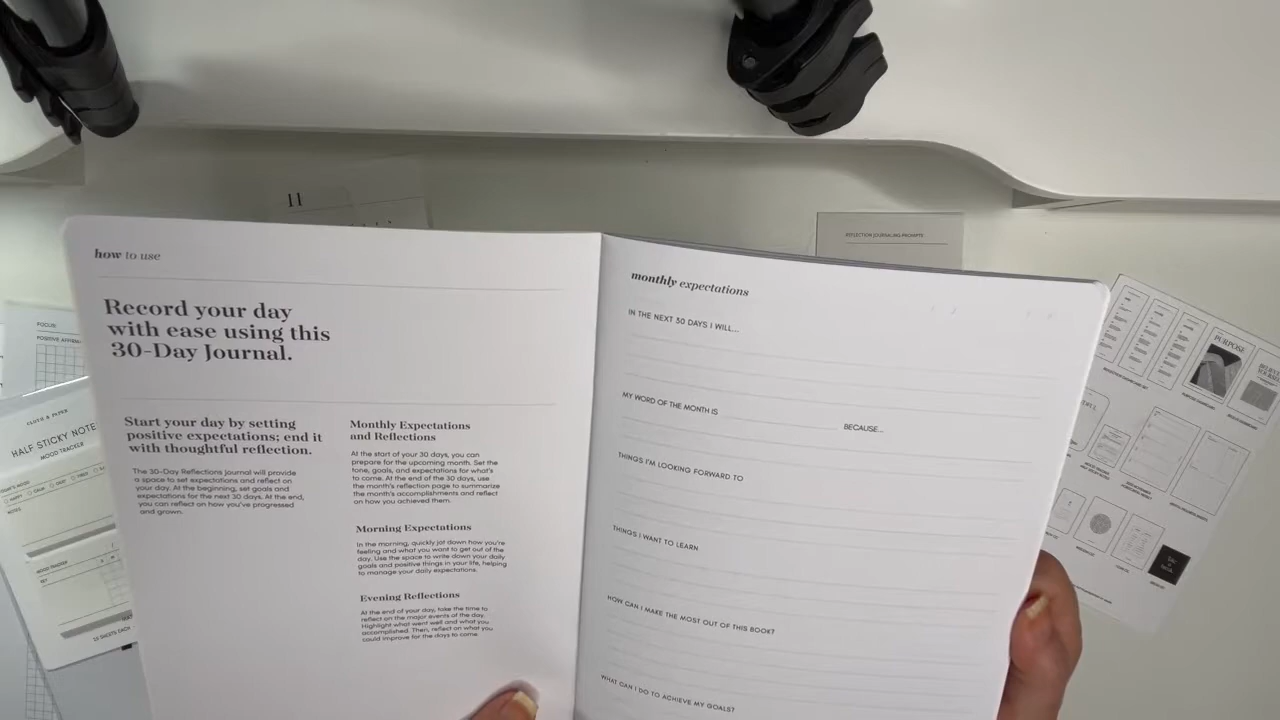 11
REFLECTION JOURNALING PROMPTS
how to use
Record your day
with ease using this
30-Day Journal.
Start your day by setting
positive expectations; end it
with thoughtful reflection.
The 30-Day Reflections Journal will provide
a space to set expectations and reflect on
your day. At the beginning, set goals and
expectations for the next 30 days. At the end,
you can reflect on how you've progressed
and grown.
Monthly Expectations
and Reflections
At the start of your 30 days, you can
prepare for the upcoming month. Set the
tone, goals, and expectations for what's
to come. At the end of the 30 days, use
the month's reflection page to summarize
the month's accomplishments and reflect
on how you achieved them.
Morning Expectations
In the morning, quickly jot down how you're
feeling and what you want to get out of the
day. Use the space to write down your daily
goals and positive things in your life, helping
to manage your daily expectations.
Evening Reflections
At the end of your day, take the time to
reflect on the major events of the day.
Highlight what went well and what you
accomplished. Then, reflect on what you
could improve for the days to come
monthly expectations
IN THE NEXT 30 DAYS I WILL...
MY WORD OF THE MONTH IS
BECAUSE...
THINGS I'M LOOKING FORWARD TO
THINGS I WANT TO LEARN
HOW CAN I MAKE THE MOST OUT OF THIS BOOK?
WHAT CAN I DO TO ACHIEVE MY GOALS?
FOCUS:
POSITIVE
CLOTH & PAPER
HALF STICKY NOTE
MOOD TRACKER
HAPPY
CALM
NOTES
MOOD TRACKER
KEY
PURPOSE